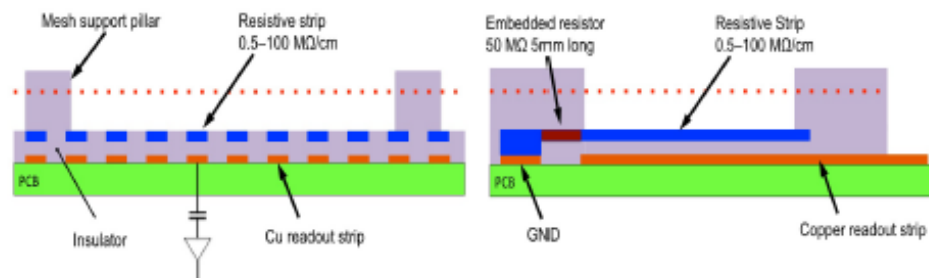 Mesh support pillar
Resistive strip
0.5–100 MΩ/cm
PCB
Insulator
Cu readout strip
Embedded resistor
50 MΩ 5mm long
Resistive Strip
0.5–100 MΩ/cm
PCB
GND
Copper readout strip